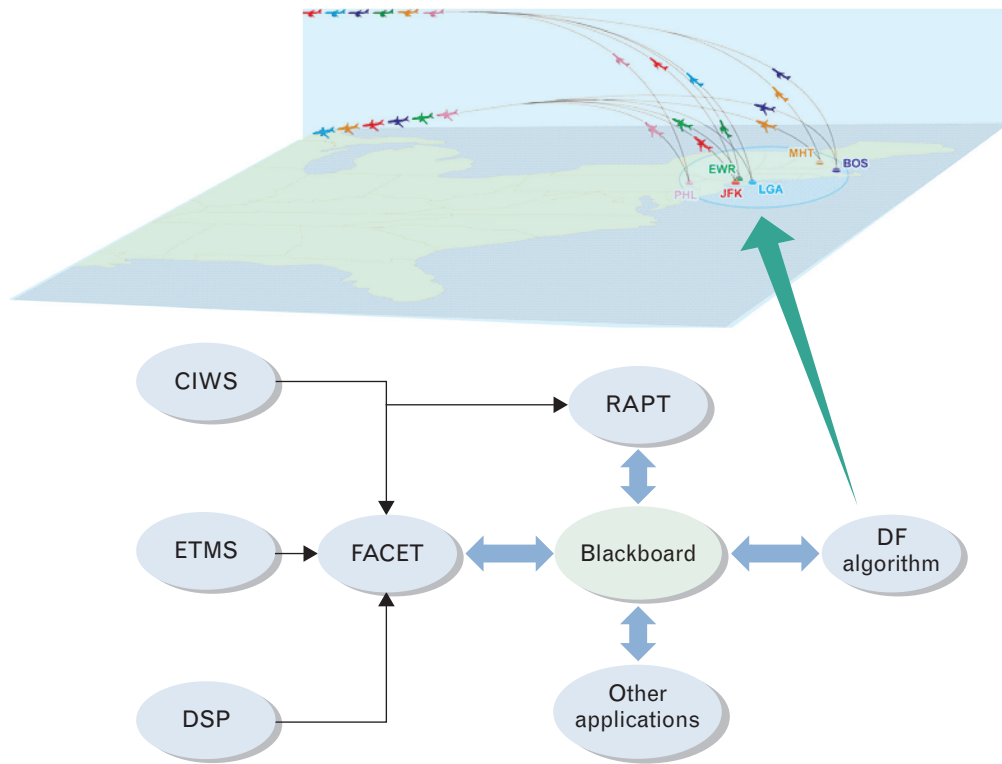 MHT
BOS
EWR
PHL
JFK
LGA
CIWS
RAPT
ETMS
FACET
Blackboard
DF
algorithm
DSP
Other
applications